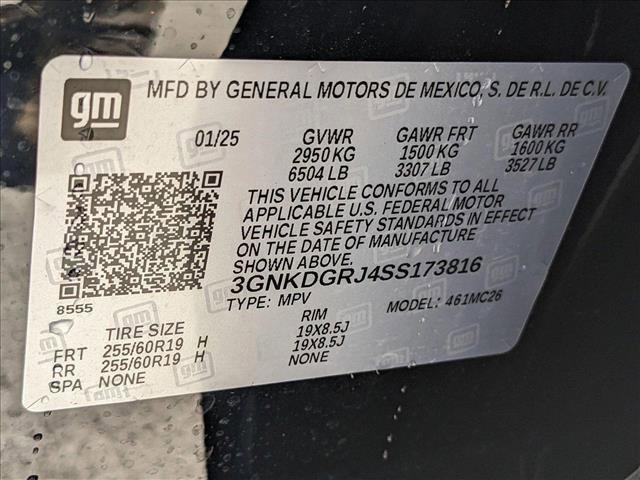 gm
MFD BY GENERAL MOTORS DE MEXICO, S. DE R.L. DE C.V.
01/25 GVWR GAWR FRT GAWR RR
2950 KG 1500 KG 1600 KG
6504 LB 3307 LB 3527 LB
THIS VEHICLE CONFORMS TO ALL
APPLICABLE U.S. FEDERAL MOTOR
VEHICLE SAFETY STANDARDS IN EFFECT
ON THE DATE OF MANUFACTURE
SHOWN ABOVE.
3GNKDGRJ4SS173816
8555
TYPE: MPV MODEL: 461MC26
TIRE SIZE RIM
FRT 255/60R19 H 19X8.5J
RR 255/60R19 H 19X8.5J
SPA NONE NONE